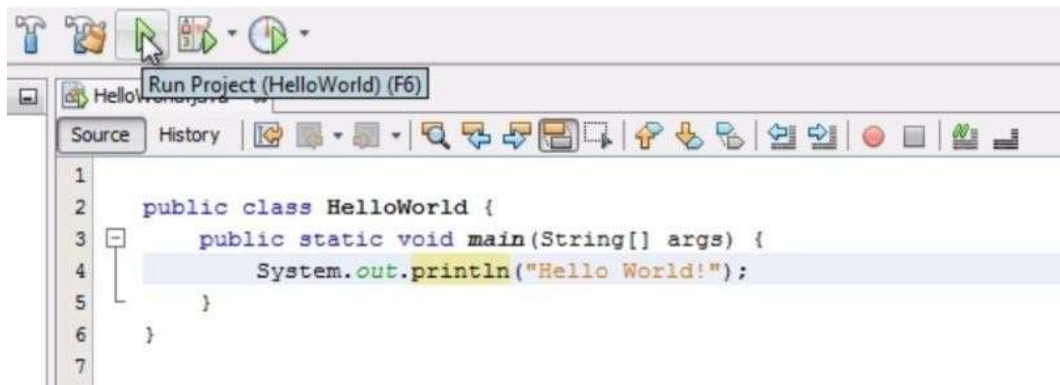 Run Project (HelloWorld) (F6)
Source History
1
2 public class HelloWorld {
3 public static void main(String[] args) {
4 System.out.println("Hello World!");
5 }
6 }
7